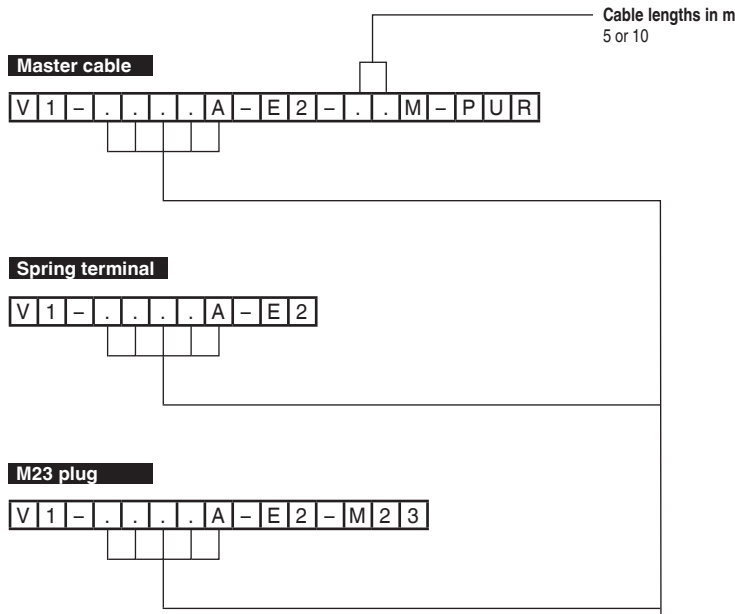 Cable lengths in m
5 or 10
Master cable
V1-....A-E2-..M-PUR
Spring terminal
V1-....A-E2
M23 plug
V1-....A-E2-M23